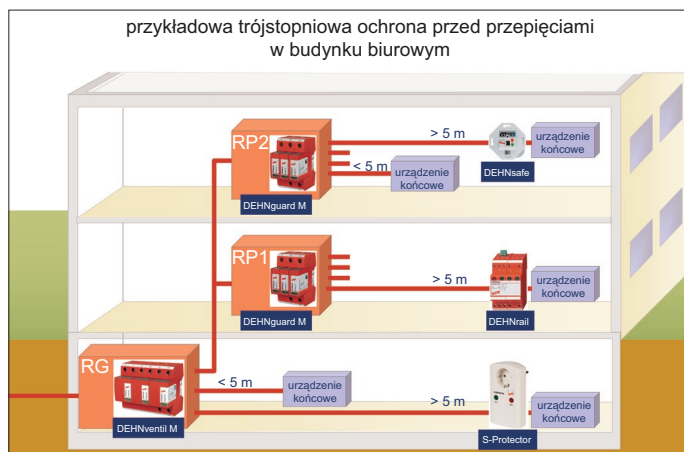 przykładowa trójstopniowa ochrona przed przepięciami
w budynku biurowym
RP2
> 5 m
urządzenie
końcowe
DEHNsafe
< 5 m
urządzenie
końcowe
DEHNguard M
RP1
> 5 m
urządzenie
końcowe
DEHNguard M
DEHNrail
RG
< 5 m
urządzenie
końcowe
> 5 m
urządzenie
końcowe
DEHNventil M
S-Protector